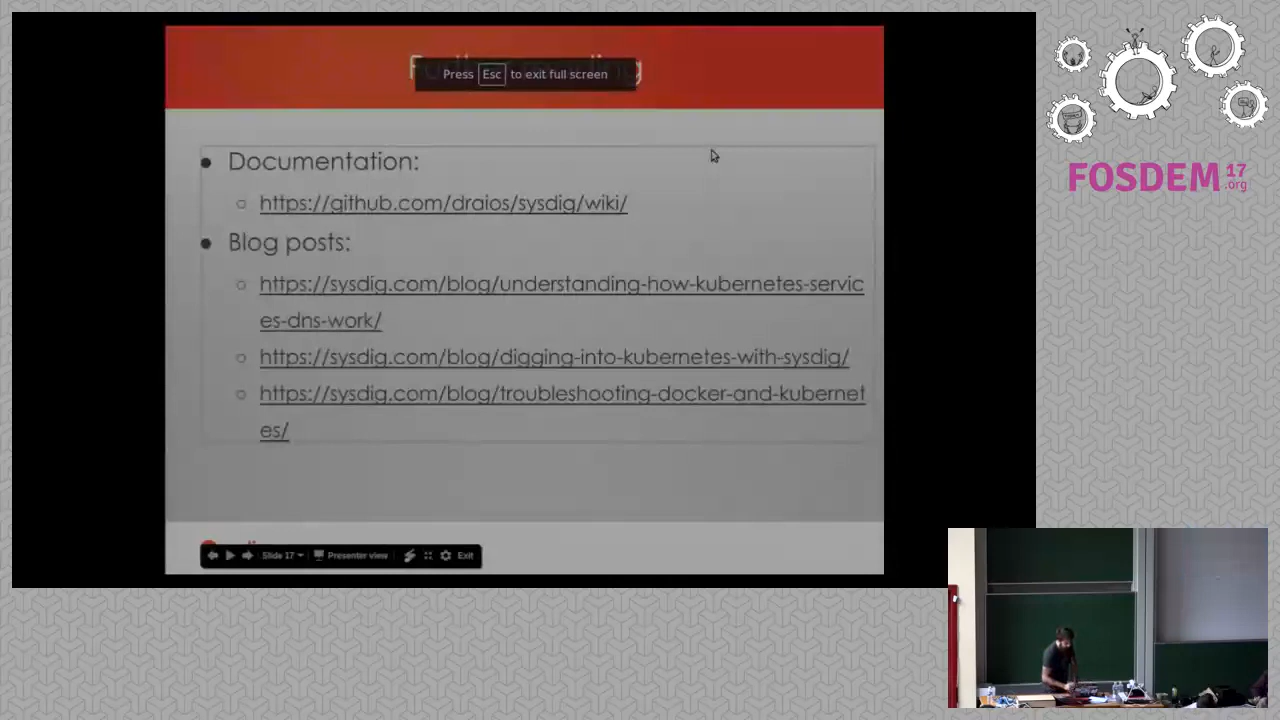 Press Esc to exit full screen
Documentation:
https://github.com/draios/sysdig/wiki/
Blog posts:
https://sysdig.com/blog/understanding-how-kubernetes-servic
es-dns-work/
https://sysdig.com/blog/digging-into-kubernetes-with-sysdig/
https://sysdig.com/blog/troubleshooting-docker-and-kubernet
es/
Slide 17
Presenter view
Exit
FOSDEM 17
.org